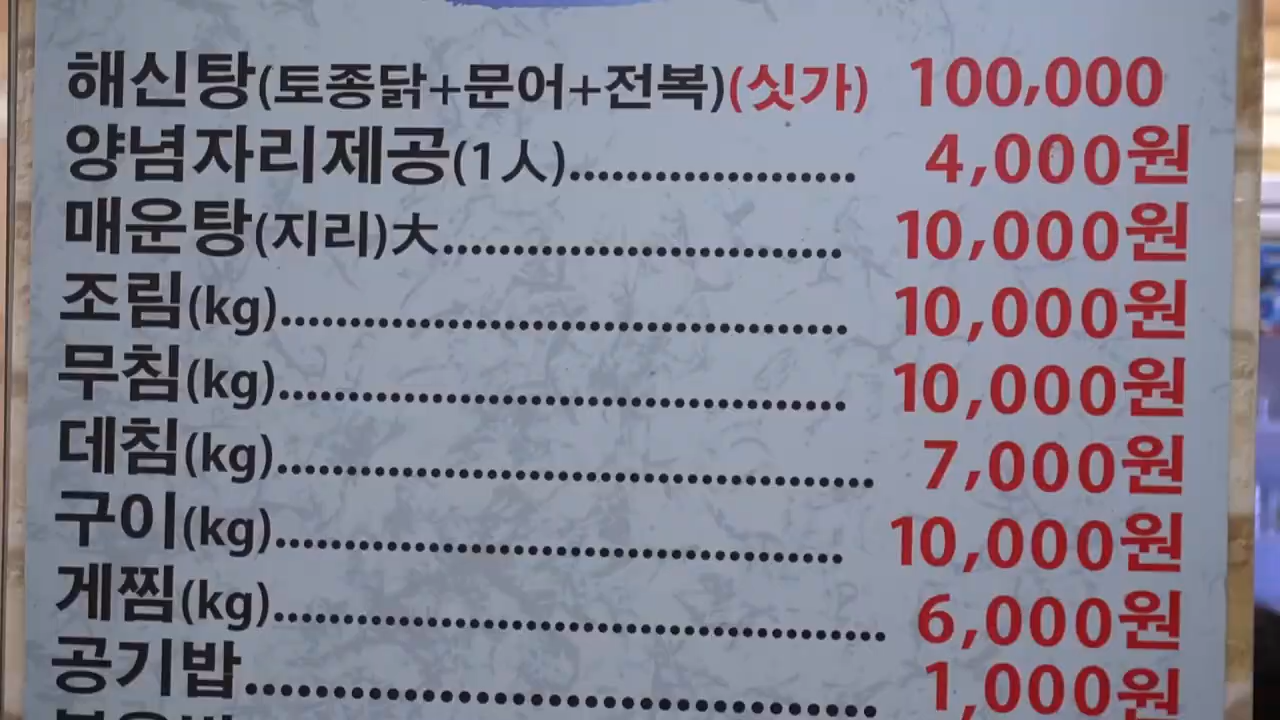 해신탕(토종닭+문어+전복)(싯가) 100,000
양념자리제공(1人).................... 4,000원
매운탕(지리)大............................ 10,000원
조림(kg)........................................ 10,000원
무침(kg)........................................ 10,000원
데침(kg)........................................... 7,000원
구이(kg)........................................ 10,000원
게찜(kg)........................................... 6,000원
공기밥............................................ 1,000원